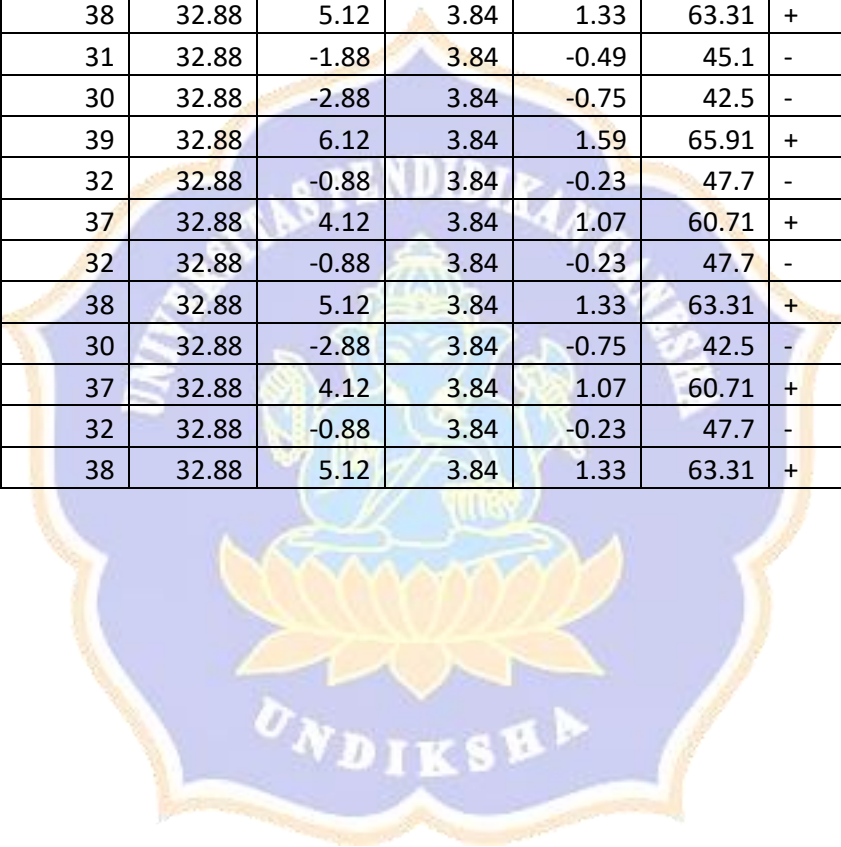 38 32.88 5.12 3.84 1.33 63.31 +
31 32.88 -1.88 3.84 -0.49 45.1 -
30 32.88 -2.88 3.84 -0.75 42.5 -
39 32.88 6.12 3.84 1.59 65.91 +
32 32.88 -0.88 3.84 -0.23 47.7 -
37 32.88 4.12 3.84 1.07 60.71 +
32 32.88 -0.88 3.84 -0.23 47.7 -
38 32.88 5.12 3.84 1.33 63.31 +
30 32.88 -2.88 3.84 -0.75 42.5 -
37 32.88 4.12 3.84 1.07 60.71 +
32 32.88 -0.88 3.84 -0.23 47.7 -
38 32.88 5.12 3.84 1.33 63.31 +
UNIVERSITAS PENDIDIKAN GANESHA
UNDIKSHA